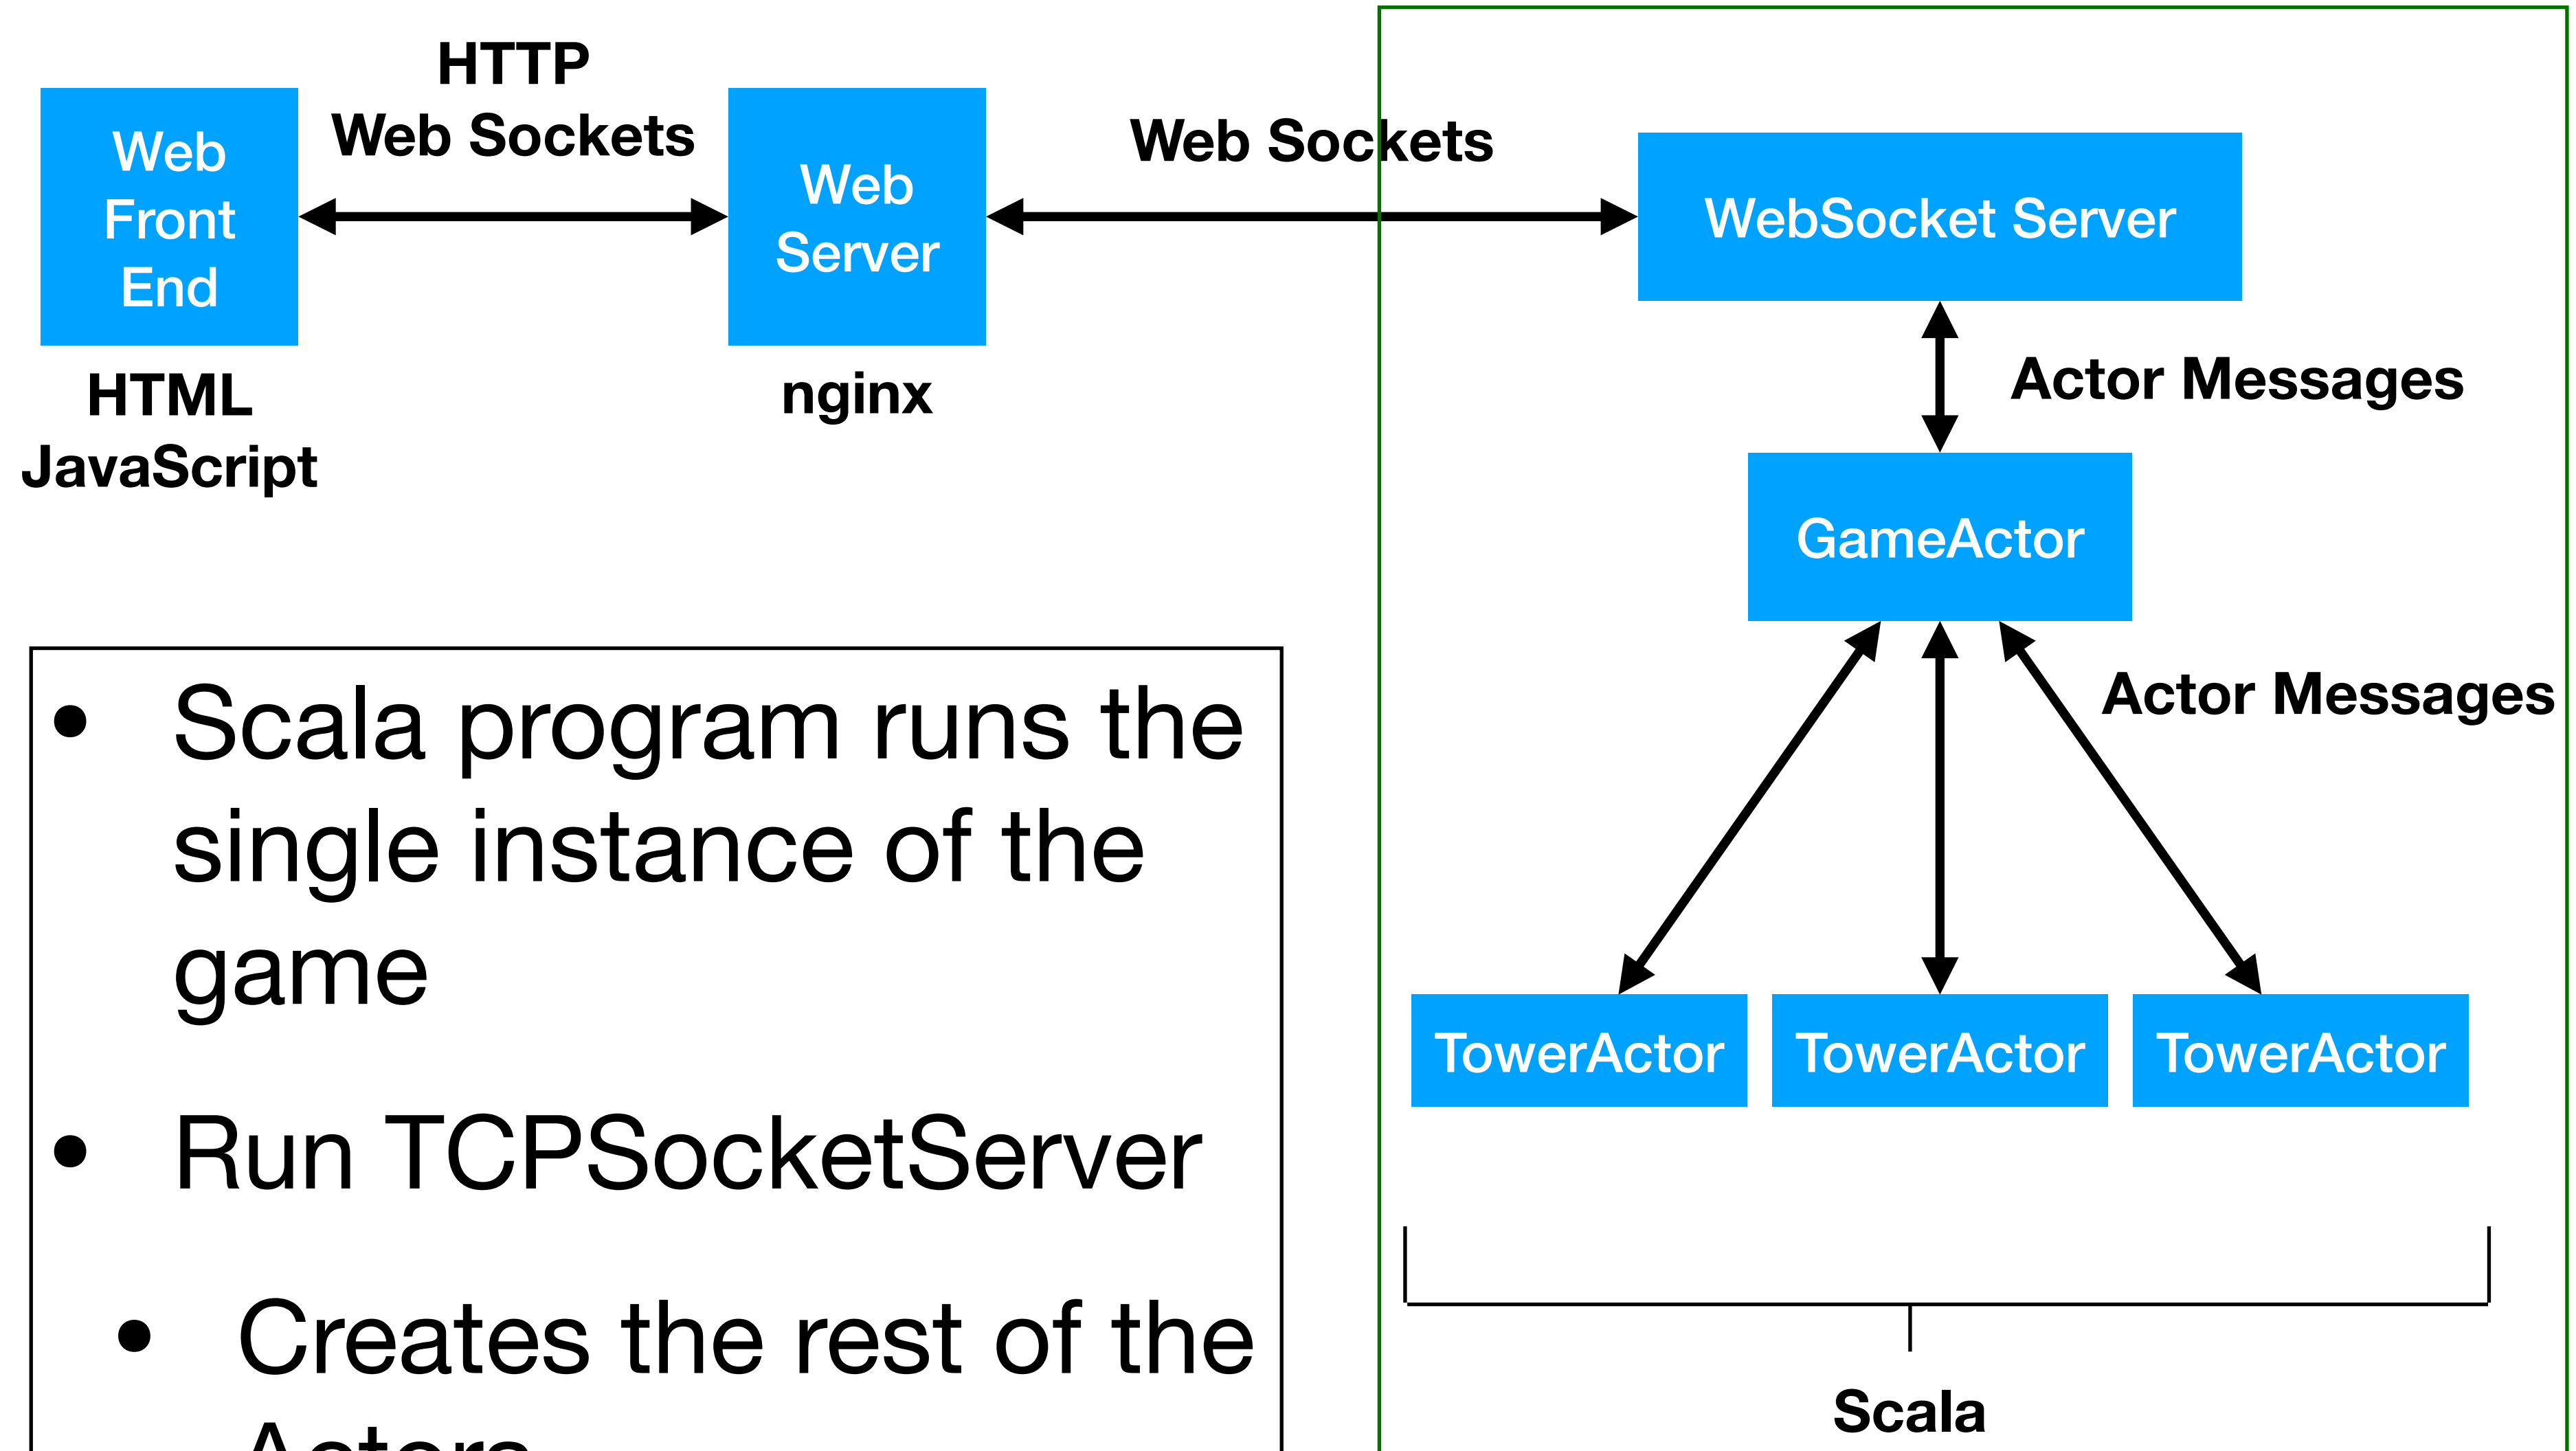 HTTP
Web Sockets
Web
Front
End
HTML
JavaScript
Web
Server
nginx
Web Sockets
WebSocket Server
Actor Messages
GameActor
Actor Messages
TowerActor
TowerActor
TowerActor
Scala
• Scala program runs the
single instance of the
game
• Run TCPSocketServer
• Creates the rest of the
Actors